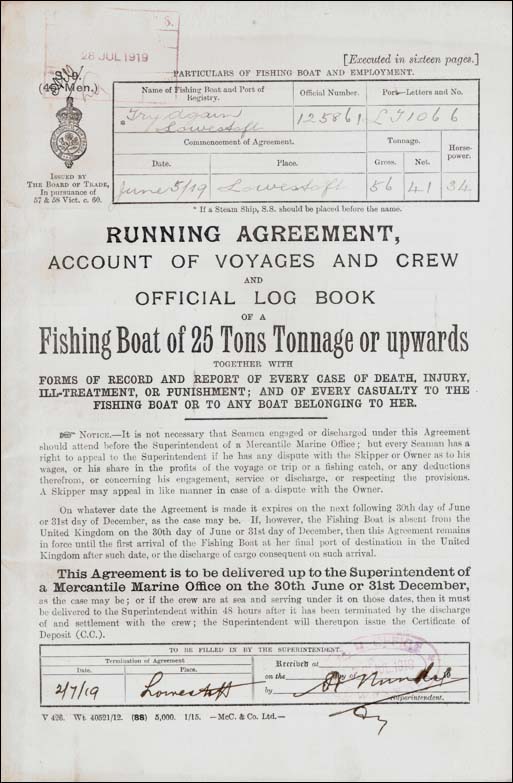 28 JUL 1919
[Executed in sixteen pages.]
(40 Men.)
PARTICULARS OF FISHING BOAT AND EMPLOYMENT.
Name of Fishing Boat and Port of Registry.
Official Number.
Port—Letters and No.
* Try Again
Lowestoft
125861
LT1066
Commencement of Agreement.
Tonnage.
Horse-power.
Date.
Place.
Gross.
Net.
June 5/19
Lowestoft
56
41
34
ISSUED BY
THE BOARD OF TRADE,
In pursuance of
57 & 58 Vict. c. 60.
* If a Steam Ship, S.S. should be placed before the name.
RUNNING AGREEMENT,
ACCOUNT OF VOYAGES AND CREW
AND
OFFICIAL LOG BOOK
OF A
Fishing Boat of 25 Tons Tonnage or upwards
TOGETHER WITH
FORMS OF RECORD AND REPORT OF EVERY CASE OF DEATH, INJURY,
ILL-TREATMENT, OR PUNISHMENT; AND OF EVERY CASUALTY TO THE
FISHING BOAT OR TO ANY BOAT BELONGING TO HER.
☞ NOTICE.—It is not necessary that Seamen engaged or discharged under this Agreement
should attend before the Superintendent of a Mercantile Marine Office; but every Seaman has a
right to appeal to the Superintendent if he has any dispute with the Skipper or Owner as to his
wages, or his share in the profits of the voyage or trip or a fishing catch, or any deductions
therefrom, or concerning his engagement, service or discharge, or respecting the provisions.
A Skipper may appeal in like manner in case of a dispute with the Owner.
On whatever date the Agreement is made it expires on the next following 30th day of June
or 31st day of December, as the case may be. If, however, the Fishing Boat is absent from the
United Kingdom on the 30th day of June or 31st day of December, then this Agreement remains
in force until the first arrival of the Fishing Boat at her final port of destination in the United
Kingdom after such date, or the discharge of cargo consequent on such arrival.
This Agreement is to be delivered up to the Superintendent of
a Mercantile Marine Office on the 30th June or 31st December,
as the case may be; or if the crew are at sea and serving under it on those dates, then it must
be delivered to the Superintendent within 48 hours after it has been terminated by the discharge
of and settlement with the crew; the Superintendent will thereupon issue the Certificate of
Deposit (C.C.).
TO BE FILLED IN BY THE SUPERINTENDENT.
Termination of Agreement
Date.
Place.
Received at
on the
day of
by
Superintendent.
2/7/19
Lowestoft
V 426. Wt 40521/12. (88) 5,000. 1/15. —McC. & Co. Ltd.—